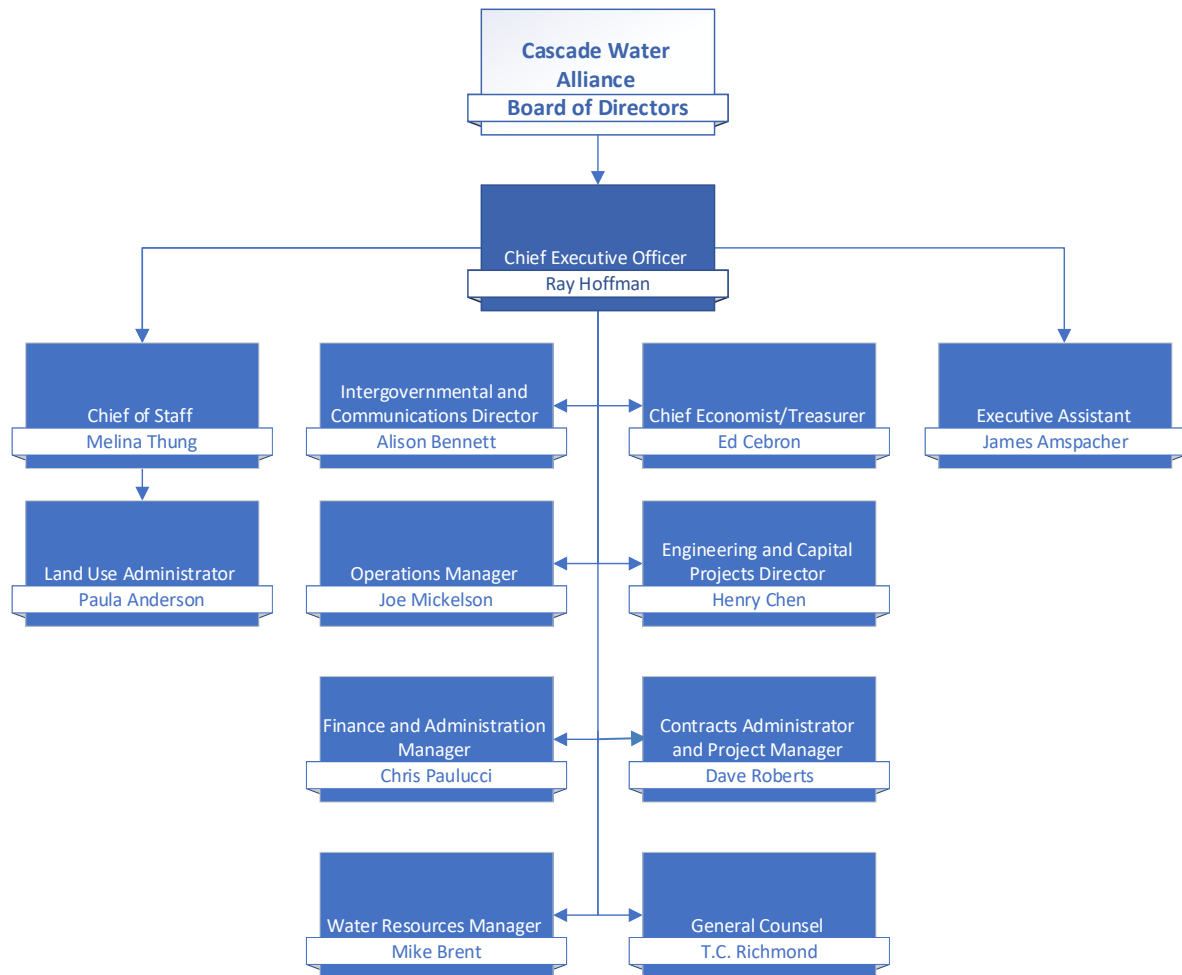 Cascade Water
Alliance
Board of Directors
Chief Executive Officer
Ray Hoffman
Chief of Staff
Melina Thung
Intergovernmental and
Communications Director
Alison Bennett
Chief Economist/Treasurer
Ed Cebron
Executive Assistant
James Amspacher
Land Use Administrator
Paula Anderson
Operations Manager
Joe Mickelson
Engineering and Capital
Projects Director
Henry Chen
Finance and Administration
Manager
Chris Paulucci
Contracts Administrator
and Project Manager
Dave Roberts
Water Resources Manager
Mike Brent
General Counsel
T.C. Richmond